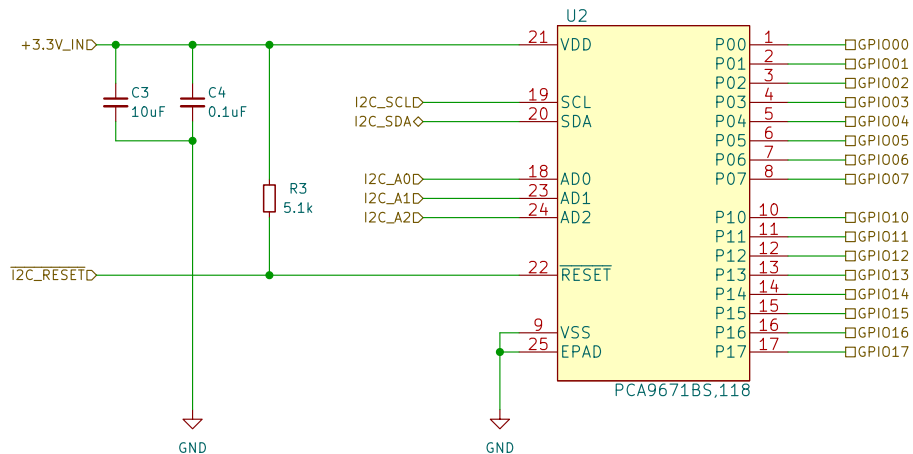 U2
+3.3V_IN
21
VDD
P00
1
GPIO00
P01
2
GPIO01
P02
3
GPIO02
C3
10uF
C4
0.1uF
I2C_SCL
19
SCL
P03
4
GPIO03
I2C_SDA
20
SDA
P04
5
GPIO04
P05
6
GPIO05
P06
7
GPIO06
I2C_A0
18
AD0
P07
8
GPIO07
R3
5.1k
I2C_A1
23
AD1
I2C_A2
24
AD2
P10
10
GPIO10
P11
11
GPIO11
P12
12
GPIO12
I2C_RESET
22
RESET
P13
13
GPIO13
P14
14
GPIO14
P15
15
GPIO15
9
VSS
P16
16
GPIO16
25
EPAD
P17
17
GPIO17
PCA9671BS,118
GND
GND